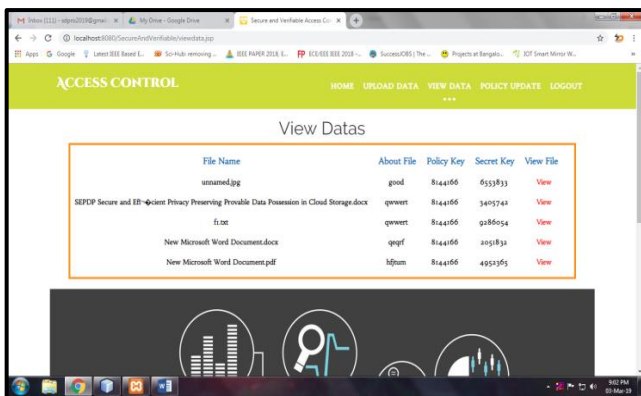 Inbox (111) - sdpro2018@gmai
My Drive - Google Drive
Secure and Verifiable Access Co
localhost:8080/SecureAndVerifiable/viewdata.jsp
Apps Google Latest IEEE Based E... Sci-Hub: removing ... IEEE PAPER 2018, E... ECE/EEE IEEE 2018 -... SuccessJOBS | The ... Projects at Bangalo... IOT Smart Mirror W...
ACCESS CONTROL
HOME UPLOAD DATA VIEW DATA POLICY UPDATE LOGOUT
View Datas
File Name About File Policy Key Secret Key View File
unnamed.jpg good 8144166 6553833 View
SEPDP Secure and Efi¬�cient Privacy Preserving Provable Data Possession in Cloud Storage.docx qwwert 8144166 3405742 View
f1.txt qwwert 8144166 9286054 View
New Microsoft Word Document.docx qeqrf 8144166 2051832 View
New Microsoft Word Document.pdf hfjtum 8144166 4952365 View
9:02 PM
03-Mar-19